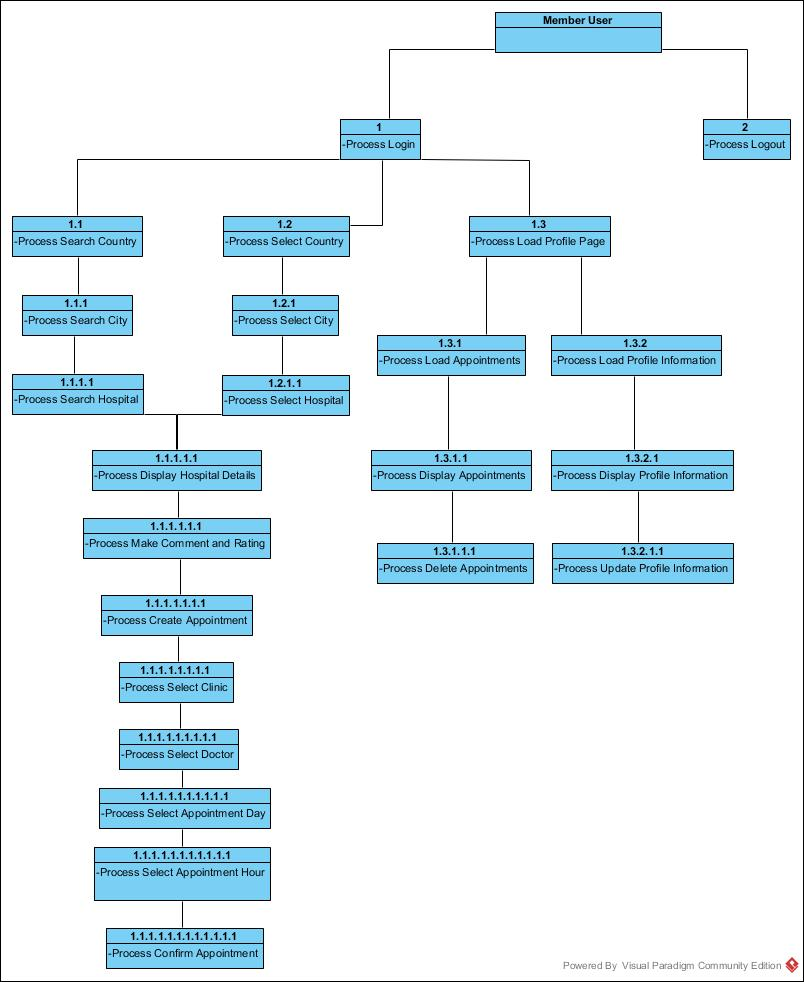 Member User
1
-Process Login
2
-Process Logout
1.1
-Process Search Country
1.2
-Process Select Country
1.3
-Process Load Profile Page
1.1.1
-Process Search City
1.2.1
-Process Select City
1.3.1
-Process Load Appointments
1.3.2
-Process Load Profile Information
1.1.1.1
-Process Search Hospital
1.2.1.1
-Process Select Hospital
1.1.1.1.1
-Process Display Hospital Details
1.3.1.1
-Process Display Appointments
1.3.2.1
-Process Display Profile Information
1.1.1.1.1.1
-Process Make Comment and Rating
1.3.1.1.1
-Process Delete Appointments
1.3.2.1.1
-Process Update Profile Information
1.1.1.1.1.1.1
-Process Create Appointment
1.1.1.1.1.1.1.1
-Process Select Clinic
1.1.1.1.1.1.1.1.1
-Process Select Doctor
1.1.1.1.1.1.1.1.1.1
-Process Select Appointment Day
1.1.1.1.1.1.1.1.1.1.1
-Process Select Appointment Hour
1.1.1.1.1.1.1.1.1.1.1.1
-Process Confirm Appointment
Powered By Visual Paradigm Community Edition